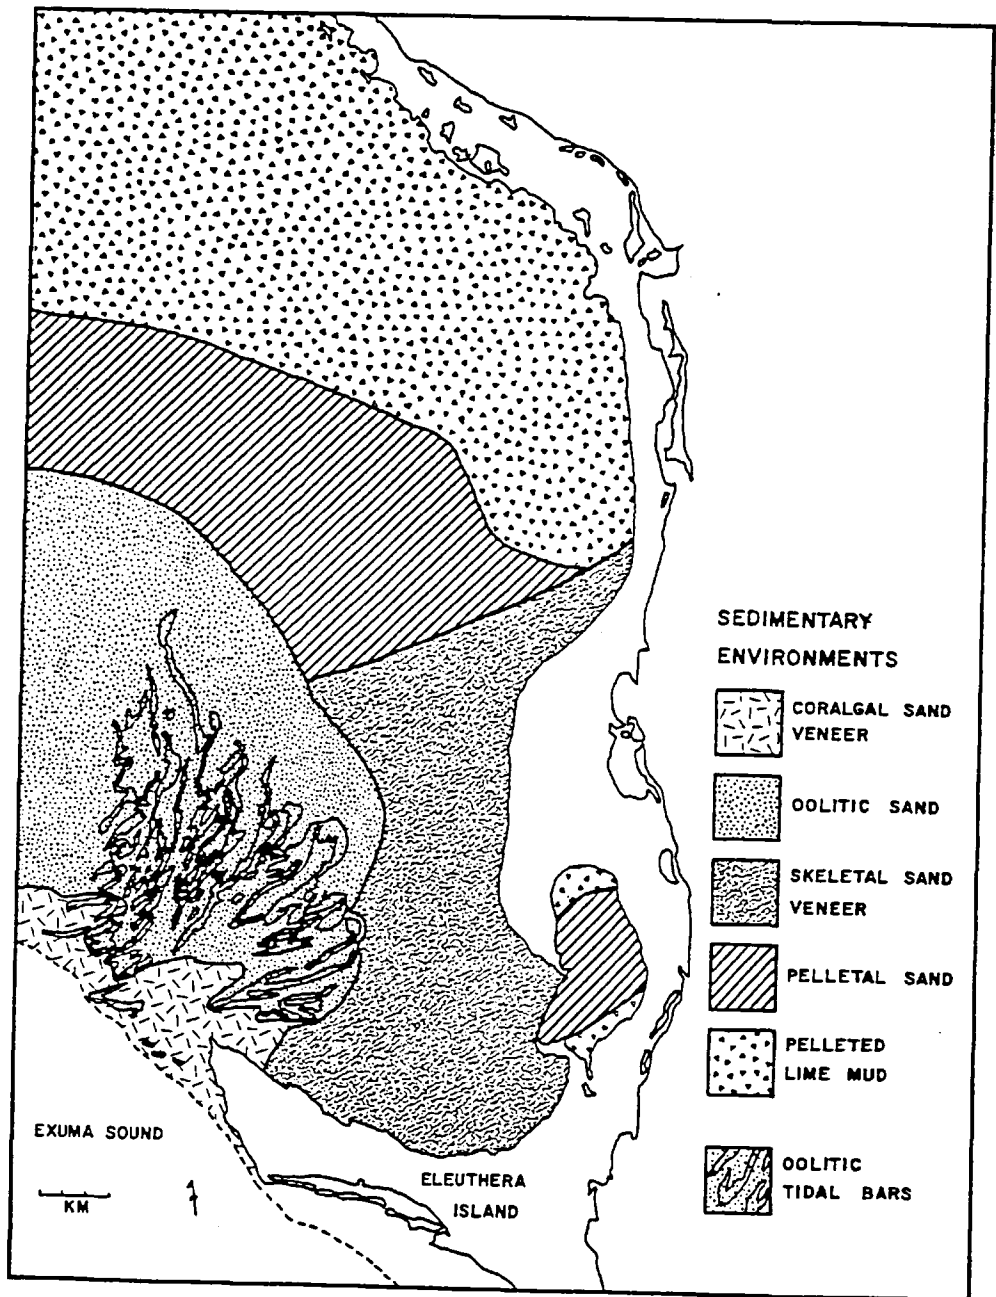 SEDIMENTARY
ENVIRONMENTS
CORALGAL SAND
VENEER
OOLITIC SAND
SKELETAL SAND
VENEER
PELLETAL SAND
PELLETED
LIME MUD
OOLITIC
TIDAL BARS
EXUMA SOUND
KM
ELEUTHERA
ISLAND